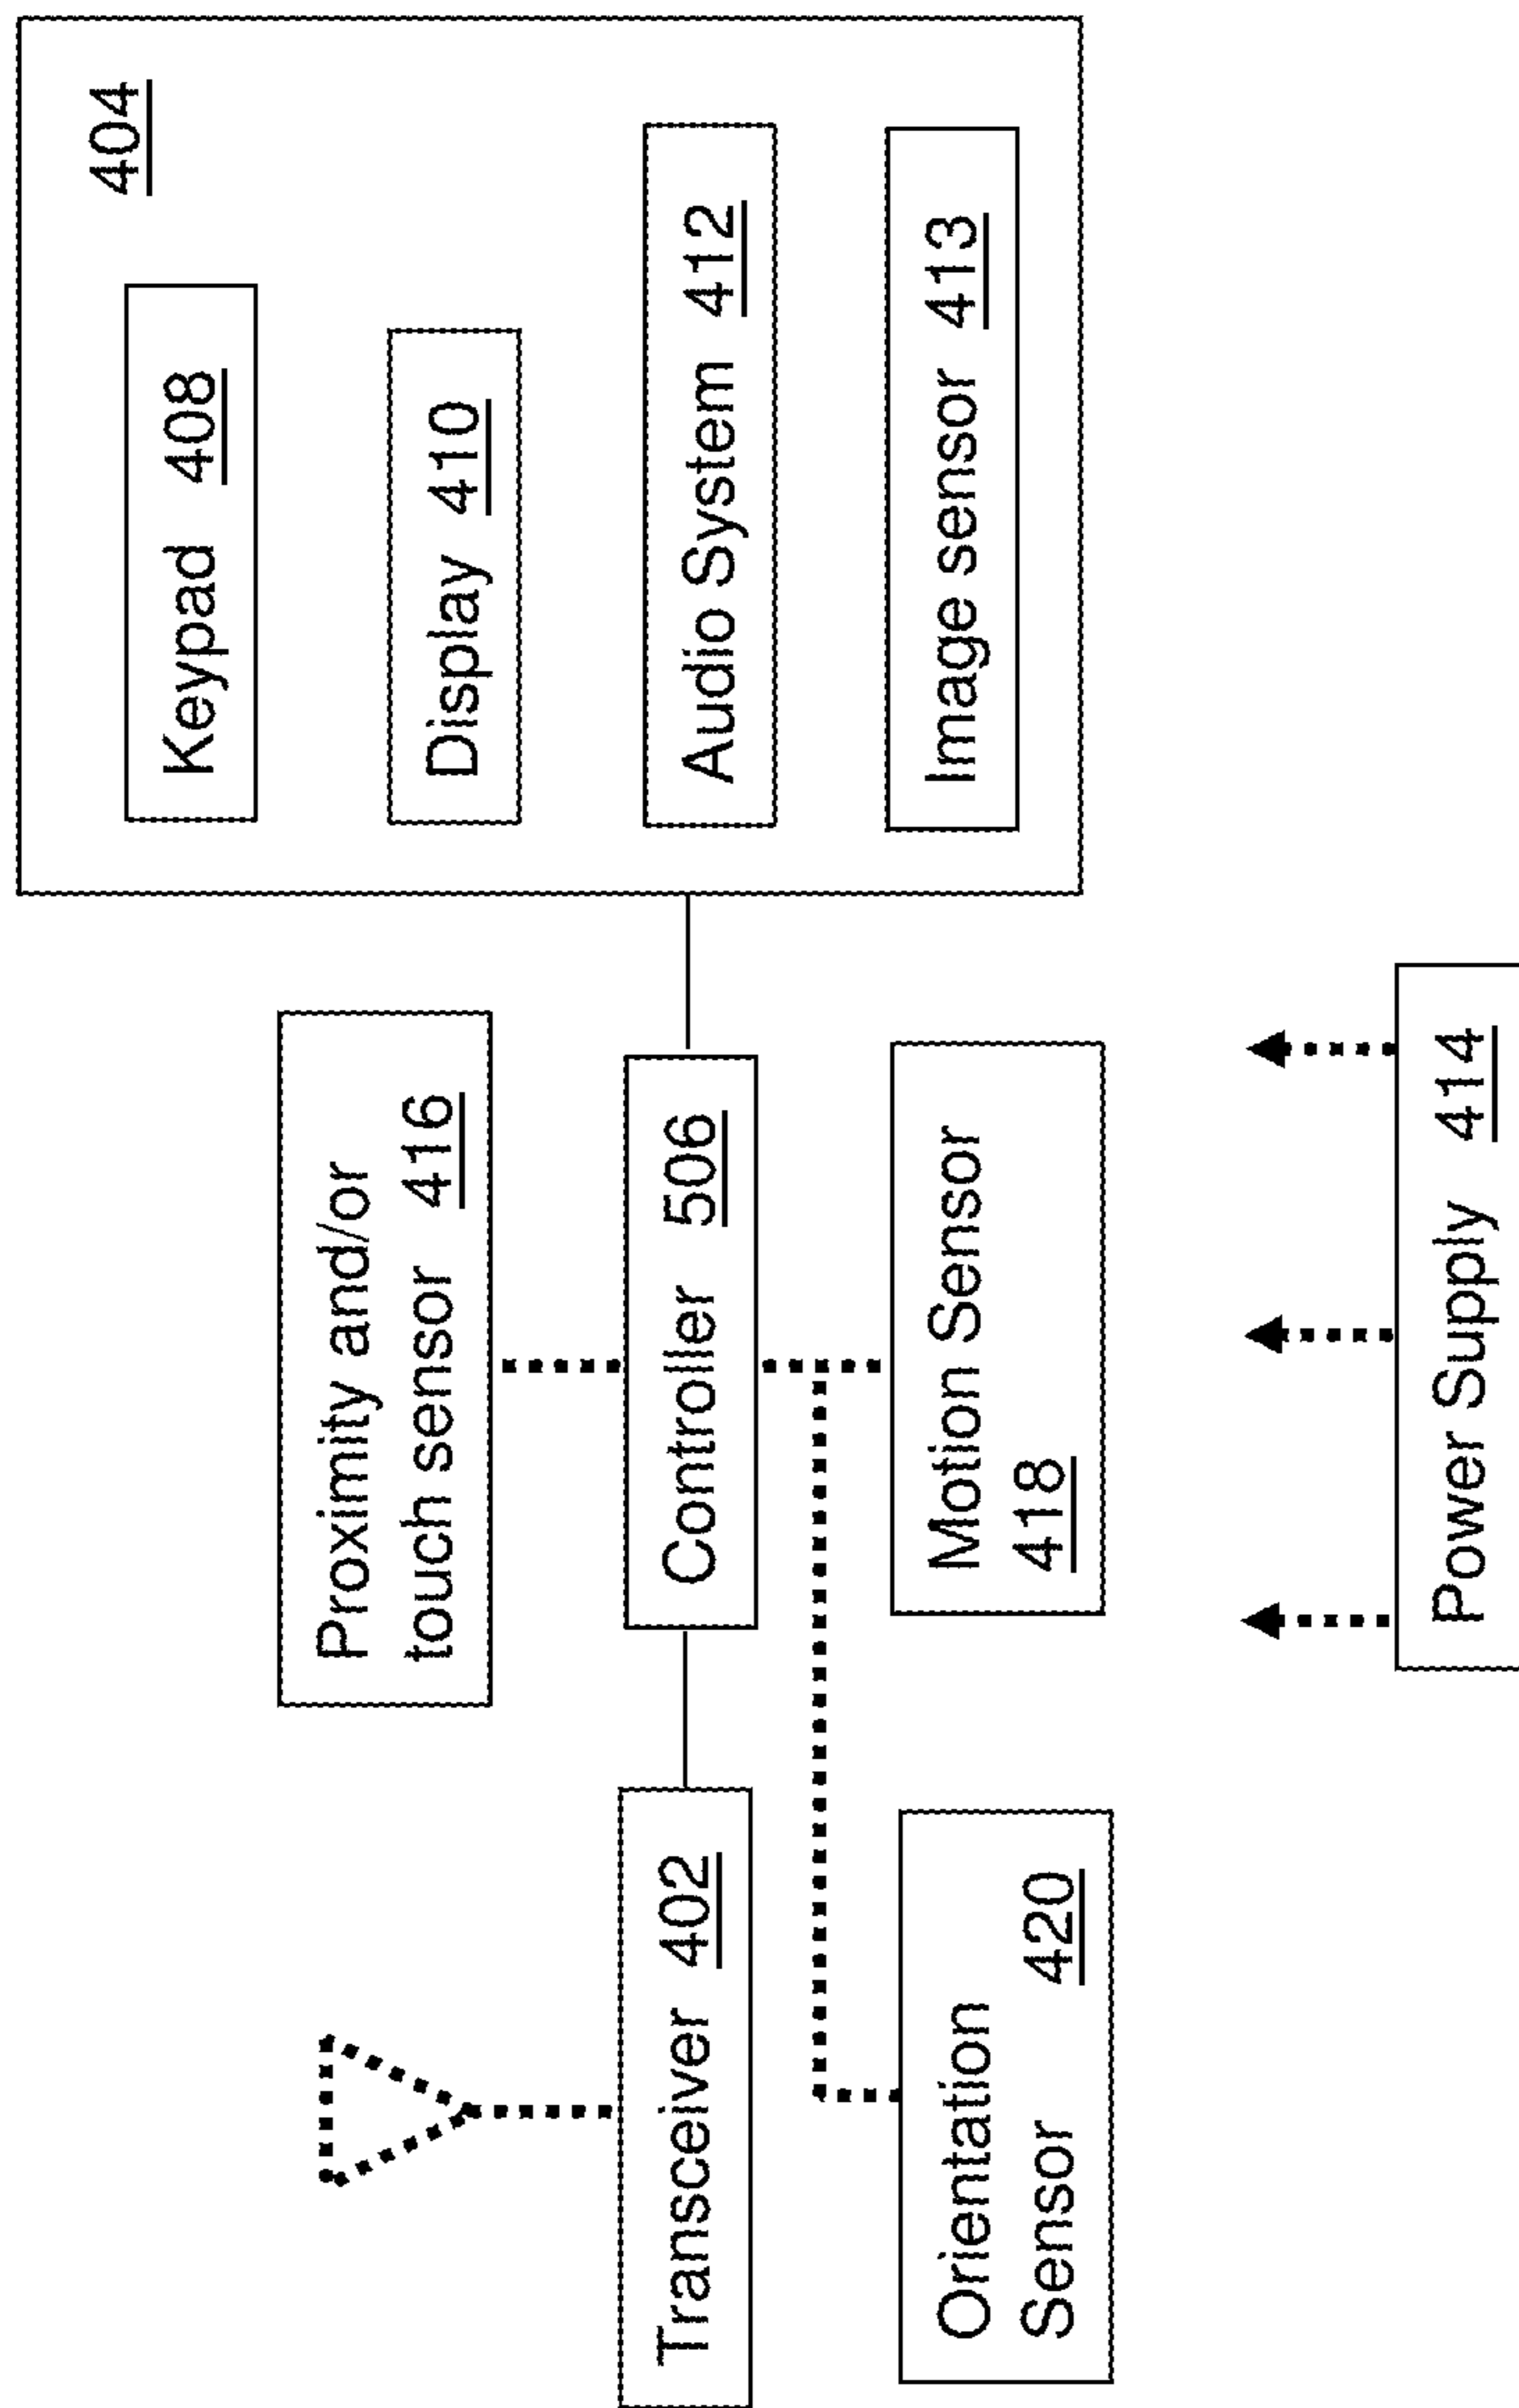 404
Keypad 408
Display 410
Audio System 412
Image sensor 413
Proximity and/or
touch sensor 416
Controller 506
Motion Sensor
418
Transceiver 402
Orientation
Sensor 420
Power Supply 414